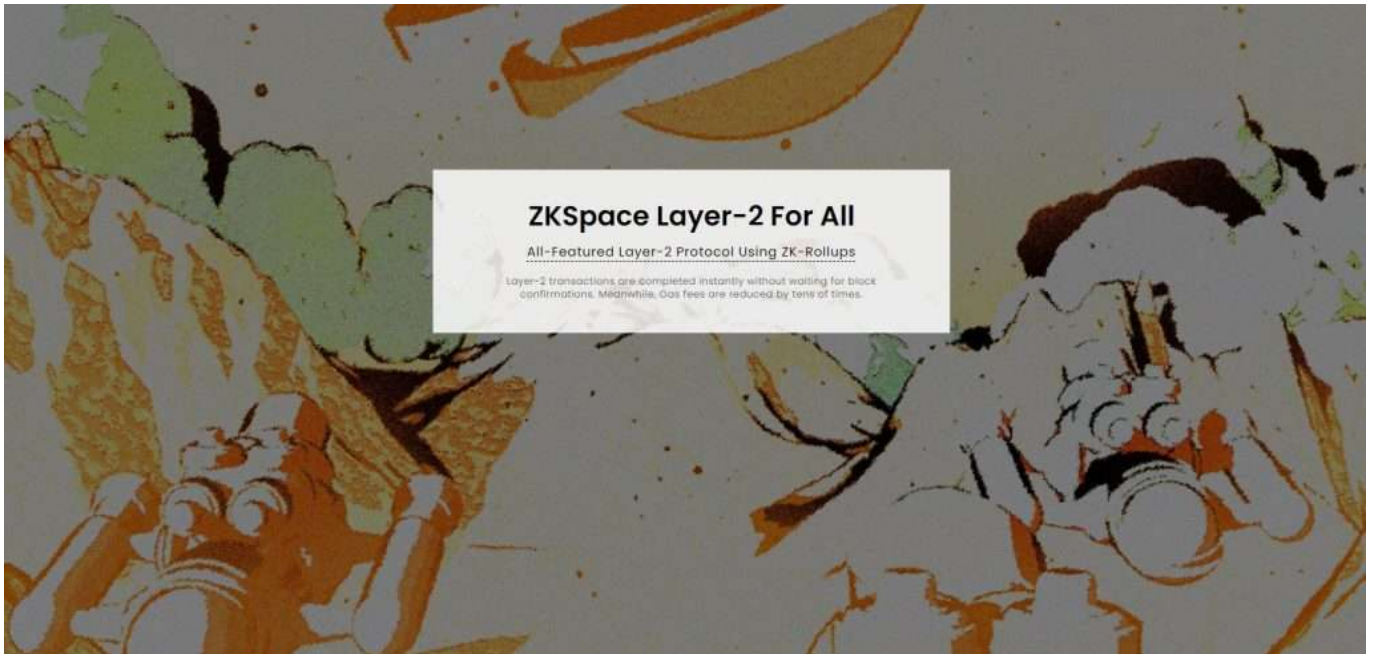 ZKSpace Layer-2 For All
All-Featured Layer-2 Protocol Using ZK-Rollups
Layer-2 transactions are completed instantly without waiting for block
confirmations. Meanwhile, Gas fees are reduced by tens of times.